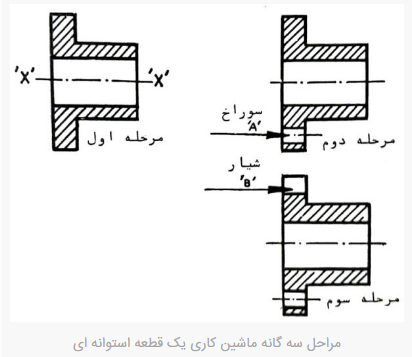 'X'
'X'
مرحله اول
سوراخ
'A'
مرحله دوم
شیار
'B'
مرحله سوم
مراحل سه گانه ماشین کاری یک قطعه استوانه ای